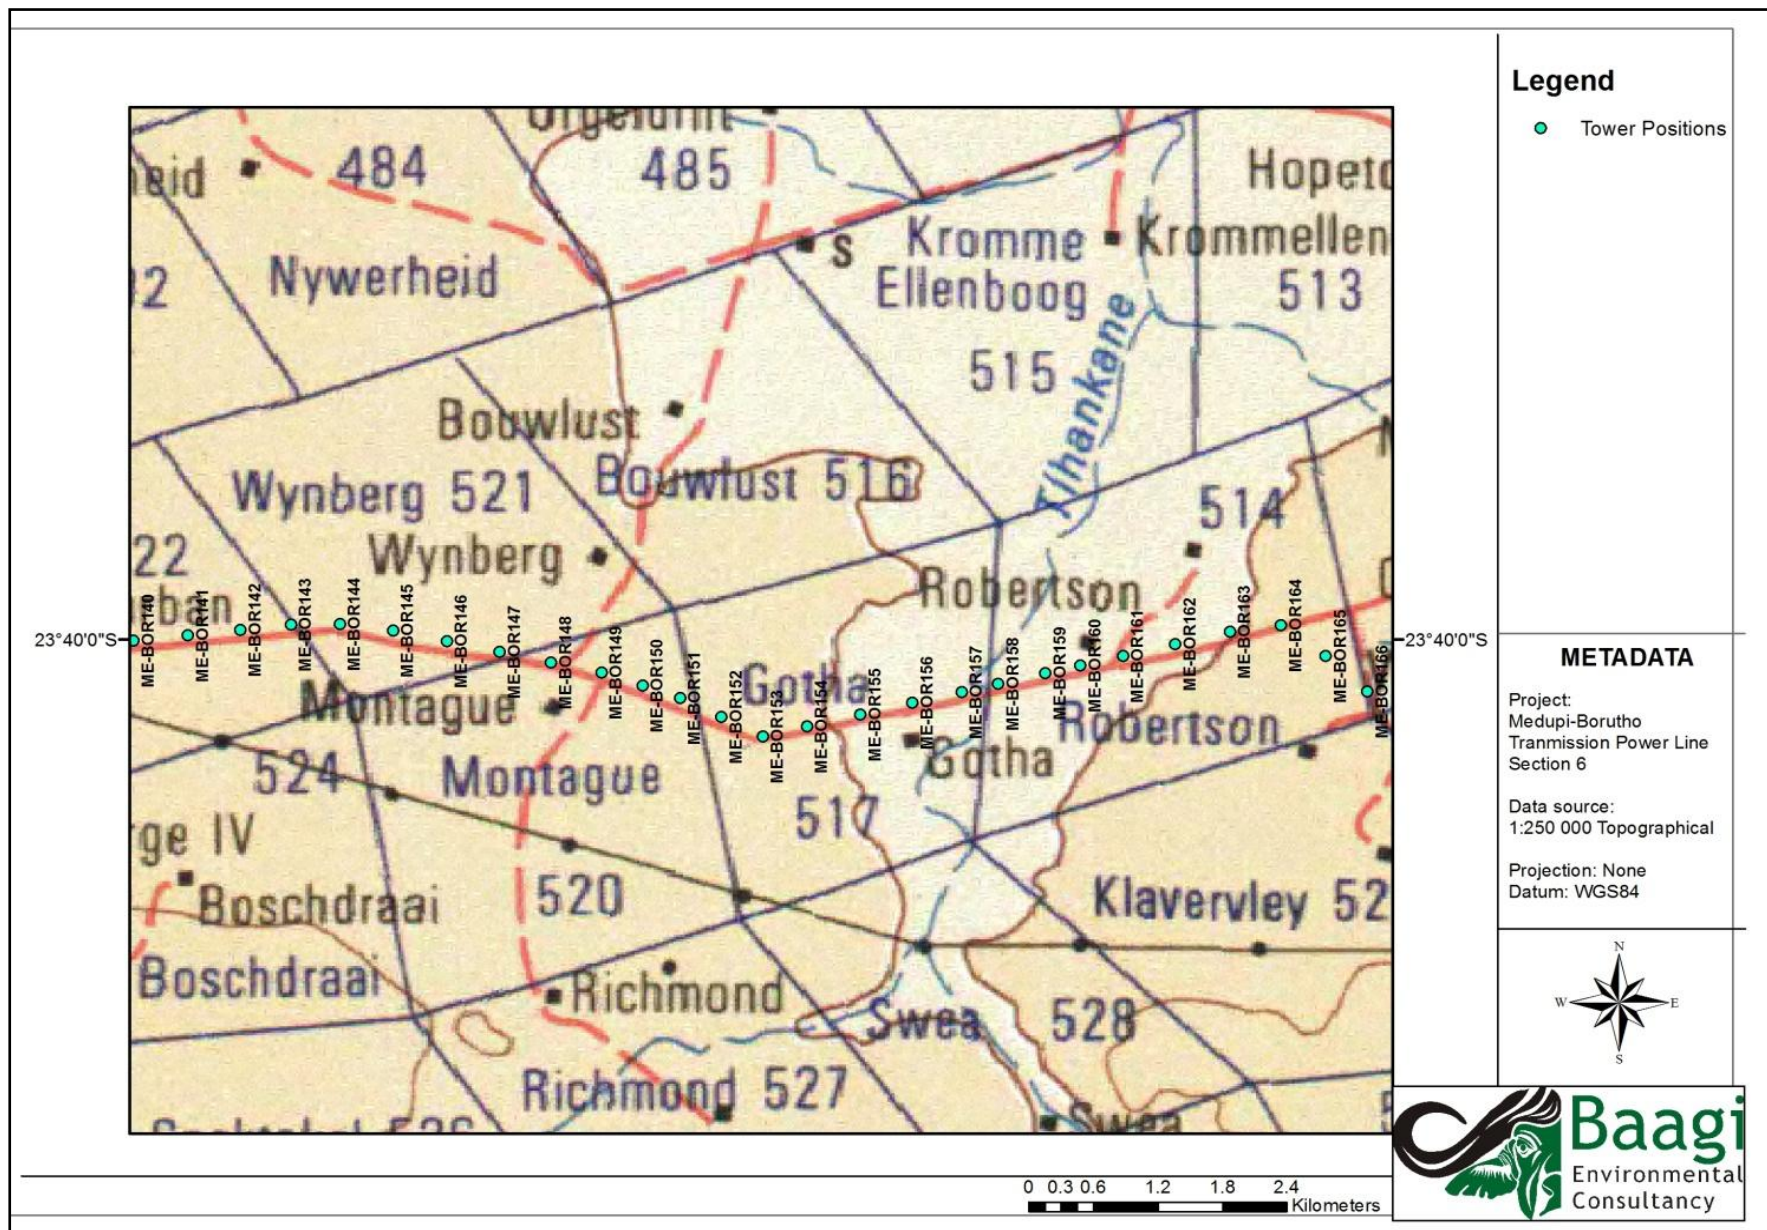 Legend
Tower Positions
484
485
Nywerheid
S
Kromme
Ellenboog
515
Krommellen
513
Tlhankane
Bouwlust
Bouwlust 516
Wynberg 521
Wynberg
514
Robertson
23°40'0"S
23°40'0"S
ME-BOR140
ME-BOR141
ME-BOR142
ME-BOR143
ME-BOR144
ME-BOR145
ME-BOR146
ME-BOR147
ME-BOR148
ME-BOR149
ME-BOR150
ME-BOR151
ME-BOR152
ME-BOR153
ME-BOR154
ME-BOR155
ME-BOR156
ME-BOR157
ME-BOR158
ME-BOR159
ME-BOR160
ME-BOR161
ME-BOR162
ME-BOR163
ME-BOR164
ME-BOR165
ME-BOR166
Gotha
Montague
Robertson
Gotha
524
Montague
517
ge IV
Boschdraai
520
Klavervley 52
Boschdraai
Richmond
Swea
528
Richmond 527
Swea
METADATA
Project:
Medupi-Borutho
Tranmission Power Line
Section 6
Data source:
1:250 000 Topographical
Projection: None
Datum: WGS84
N
W
E
S
0 0.3 0.6 1.2 1.8 2.4
Kilometers
Baagi
Environmental
Consultancy